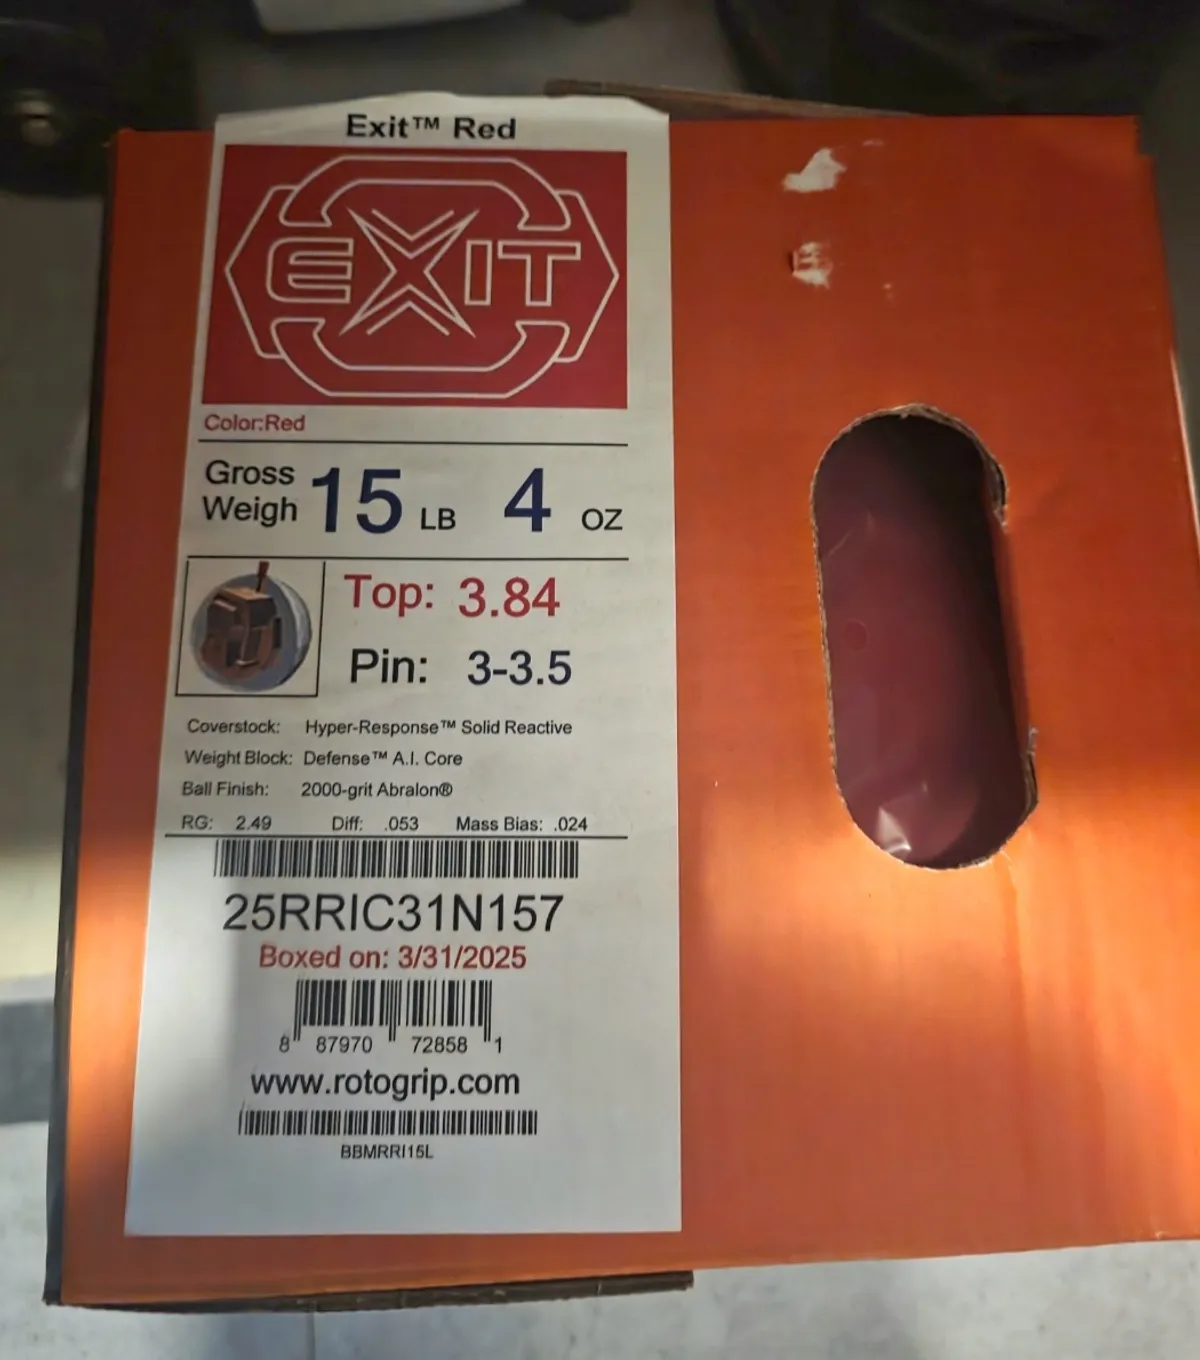 Exit™ Red
EXIT
Color:Red
Gross
Weigh 15 LB 4 OZ
Top: 3.84
Pin: 3-3.5
Coverstock: Hyper-Response™ Solid Reactive
Weight Block: Defense™ A.I. Core
Ball Finish: 2000-grit Abralon®
RG: 2.49 Diff: .053 Mass Bias: .024
25RRIC31N157
Boxed on: 3/31/2025
8 87970 72858 1
www.rotogrip.com
BBMRRI15L